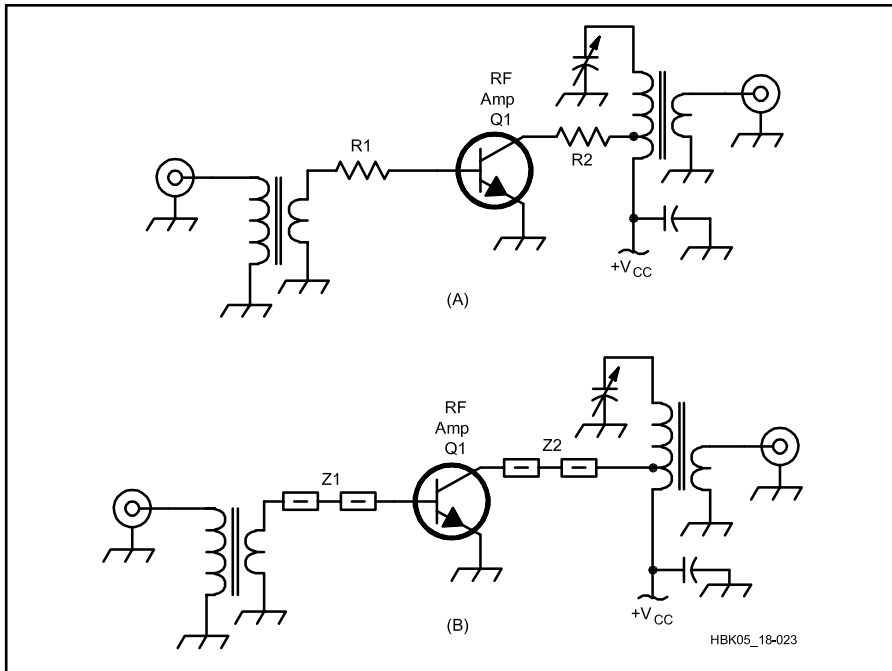 RF
Amp
Q1
R1
R2
+VCC
(A)
RF
Amp
Q1
Z2
Z1
+VCC
(B)
HBK05_18-023